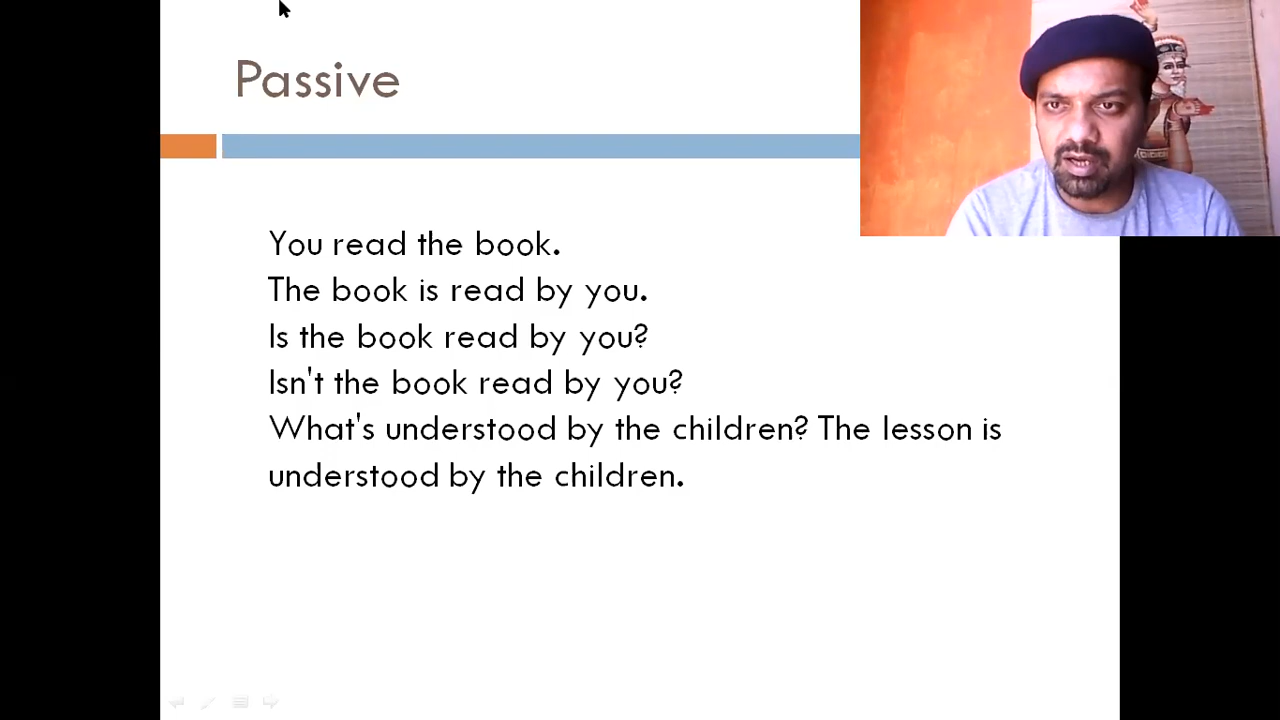 Passive
You read the book.
The book is read by you.
Is the book read by you?
Isn't the book read by you?
What's understood by the children? The lesson is
understood by the children.